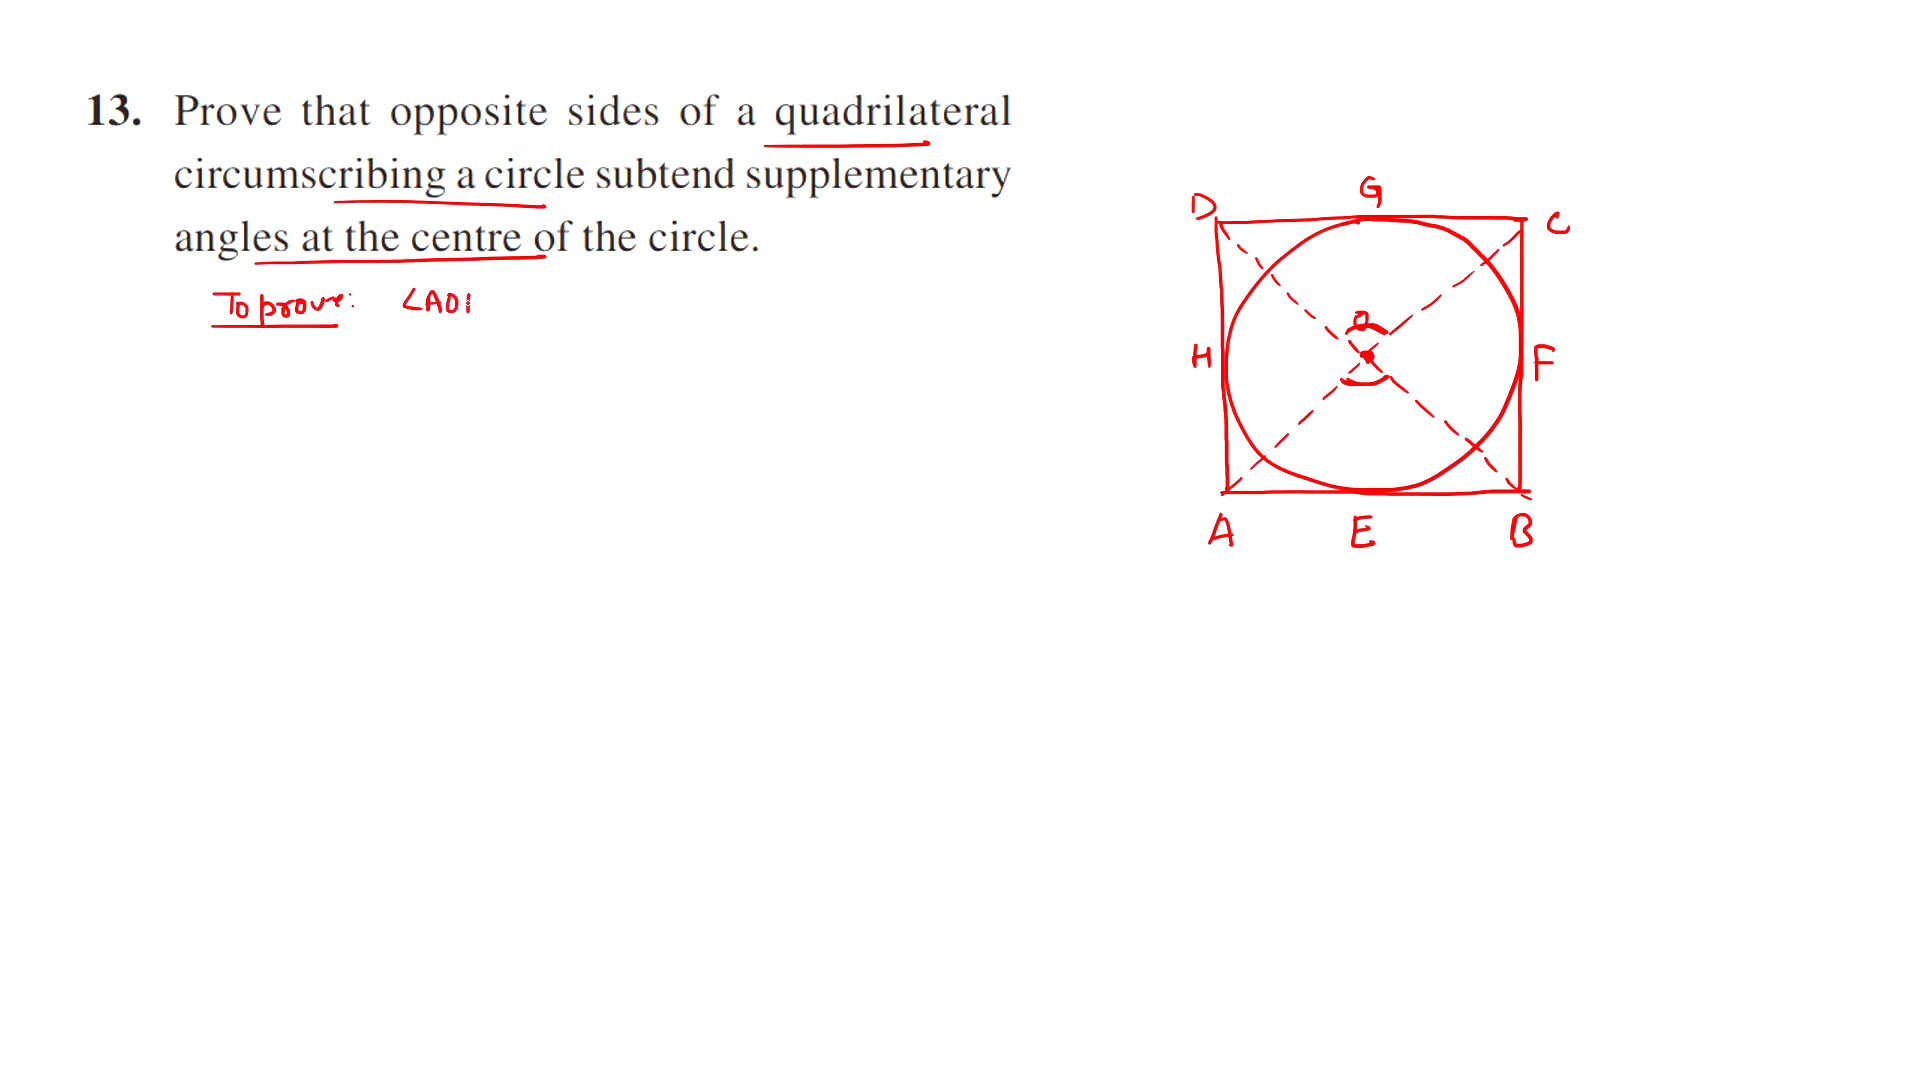 13. Prove that opposite sides of a quadrilateral
circumscribing a circle subtend supplementary
angles at the centre of the circle.
To prove: ∠AO
G
D
C
O
H
F
A
E
B